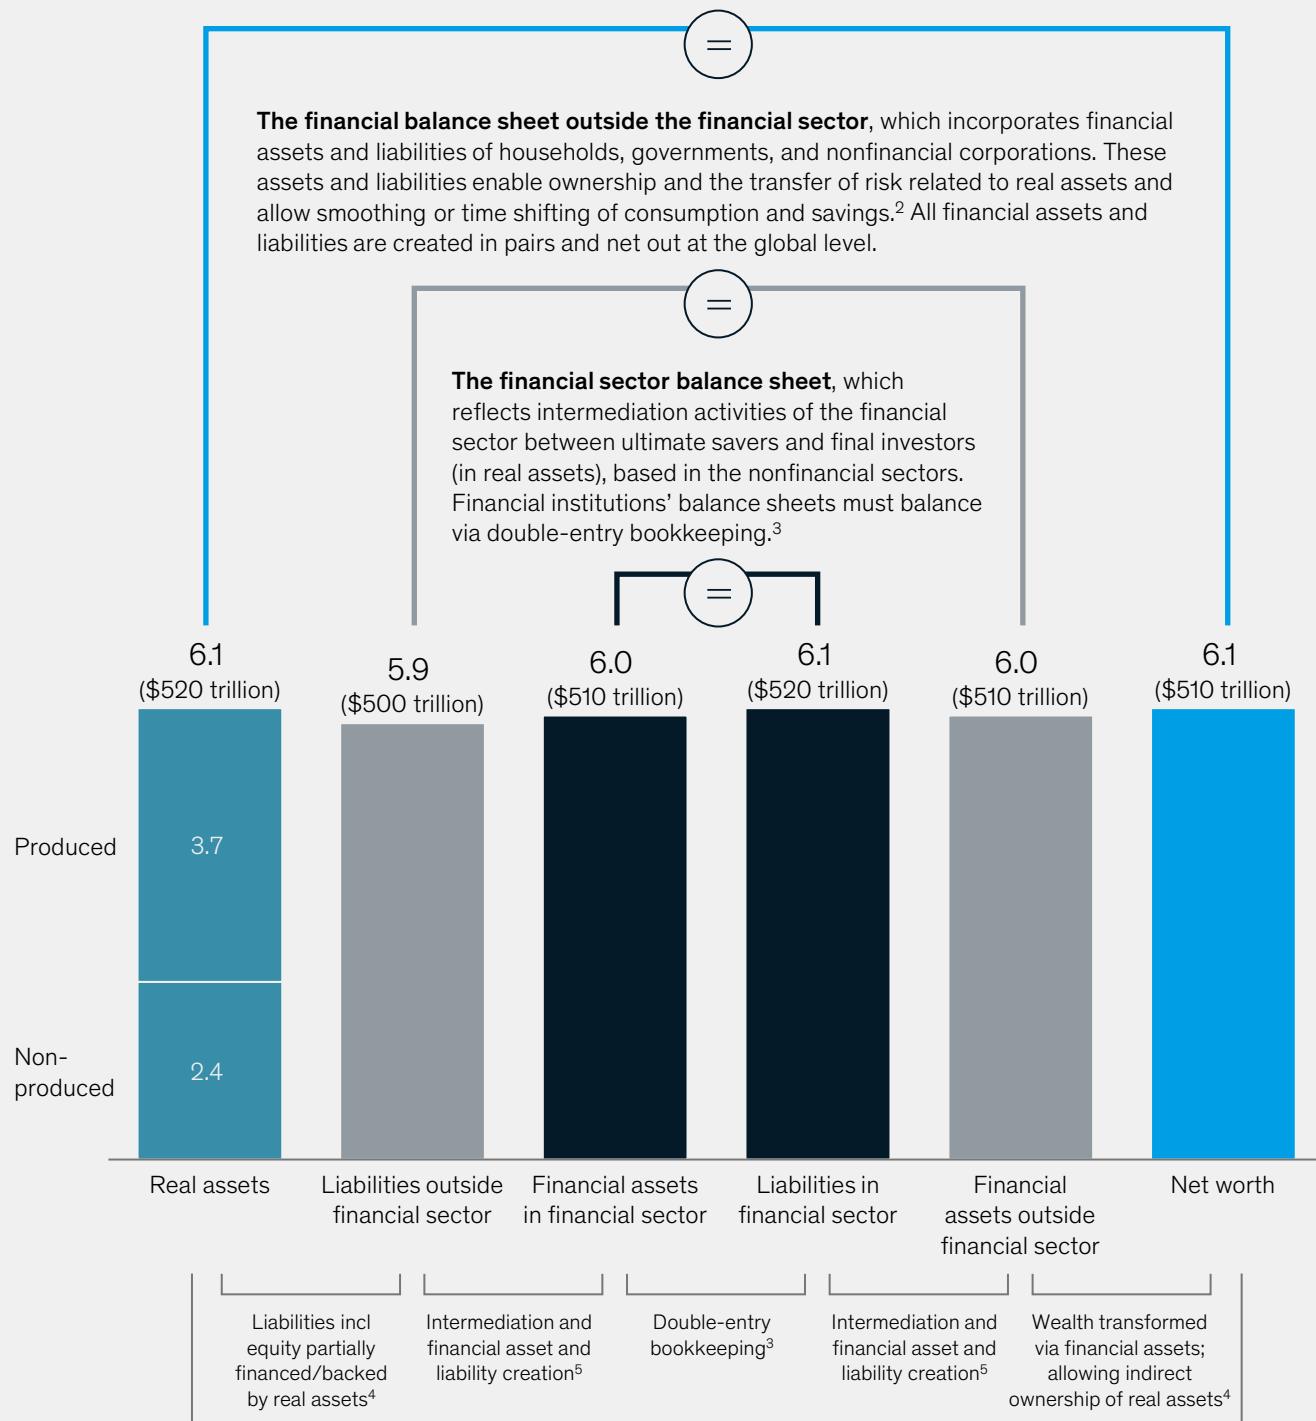 =
The financial balance sheet outside the financial sector, which incorporates financial
assets and liabilities of households, governments, and nonfinancial corporations. These
assets and liabilities enable ownership and the transfer of risk related to real assets and
allow smoothing or time shifting of consumption and savings.² All financial assets and
liabilities are created in pairs and net out at the global level.
=
The financial sector balance sheet, which
reflects intermediation activities of the financial
sector between ultimate savers and final investors
(in real assets), based in the nonfinancial sectors.
Financial institutions’ balance sheets must balance
via double-entry bookkeeping.³
=
6.1
($520 trillion)
5.9
($500 trillion)
6.0
($510 trillion)
6.1
($520 trillion)
6.0
($510 trillion)
6.1
($510 trillion)
Produced
3.7
Non-
produced
2.4
Real assets
Liabilities outside
financial sector
Financial assets
in financial sector
Liabilities in
financial sector
Financial
assets outside
financial sector
Net worth
Liabilities incl
equity partially
financed/backed
by real assets⁴
Intermediation and
financial asset and
liability creation⁵
Double-entry
bookkeeping³
Intermediation and
financial asset and
liability creation⁵
Wealth transformed
via financial assets;
allowing indirect
ownership of real assets⁴